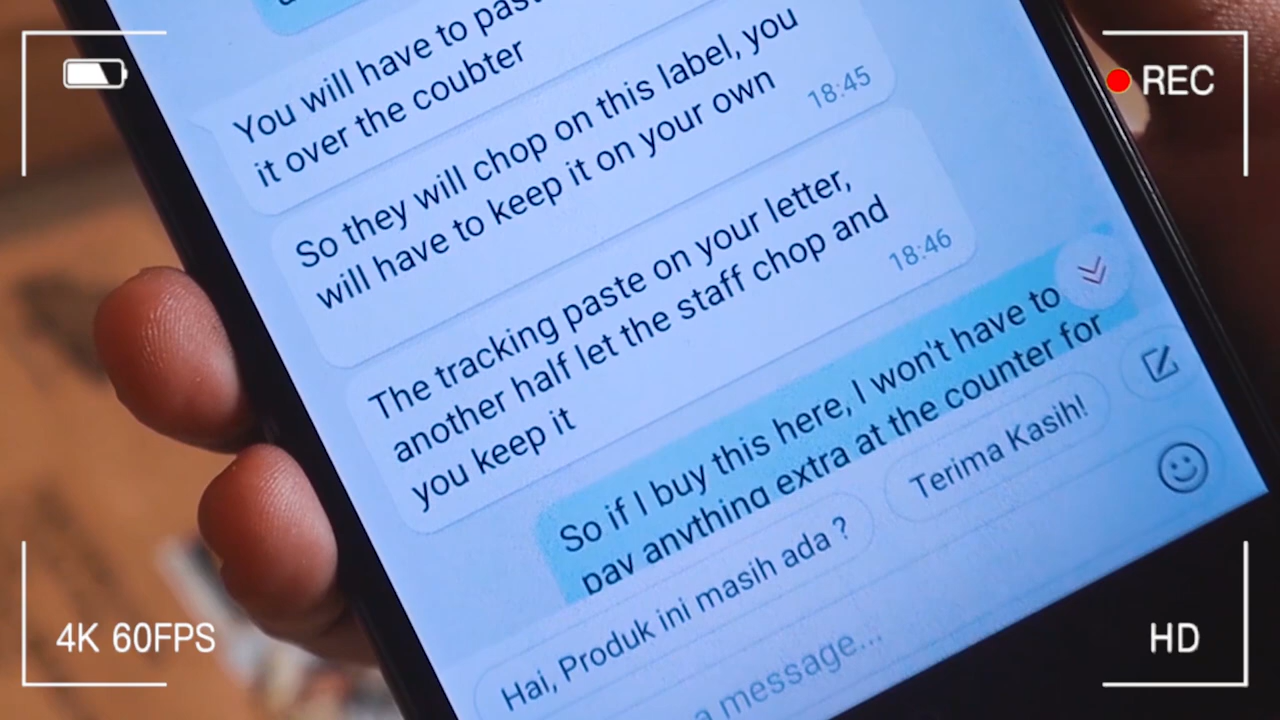 REC
You will have to past
it over the coubter
So they will chop on this label, you
will have to keep it on your own
18:45
The tracking paste on your letter,
another half let the staff chop and
you keep it
18:46
So if I buy this here, I won't have to
pay anything extra at the counter for
Terima Kasih!
Hai, Produk ini masih ada ?
a message...
4K 60FPS
HD